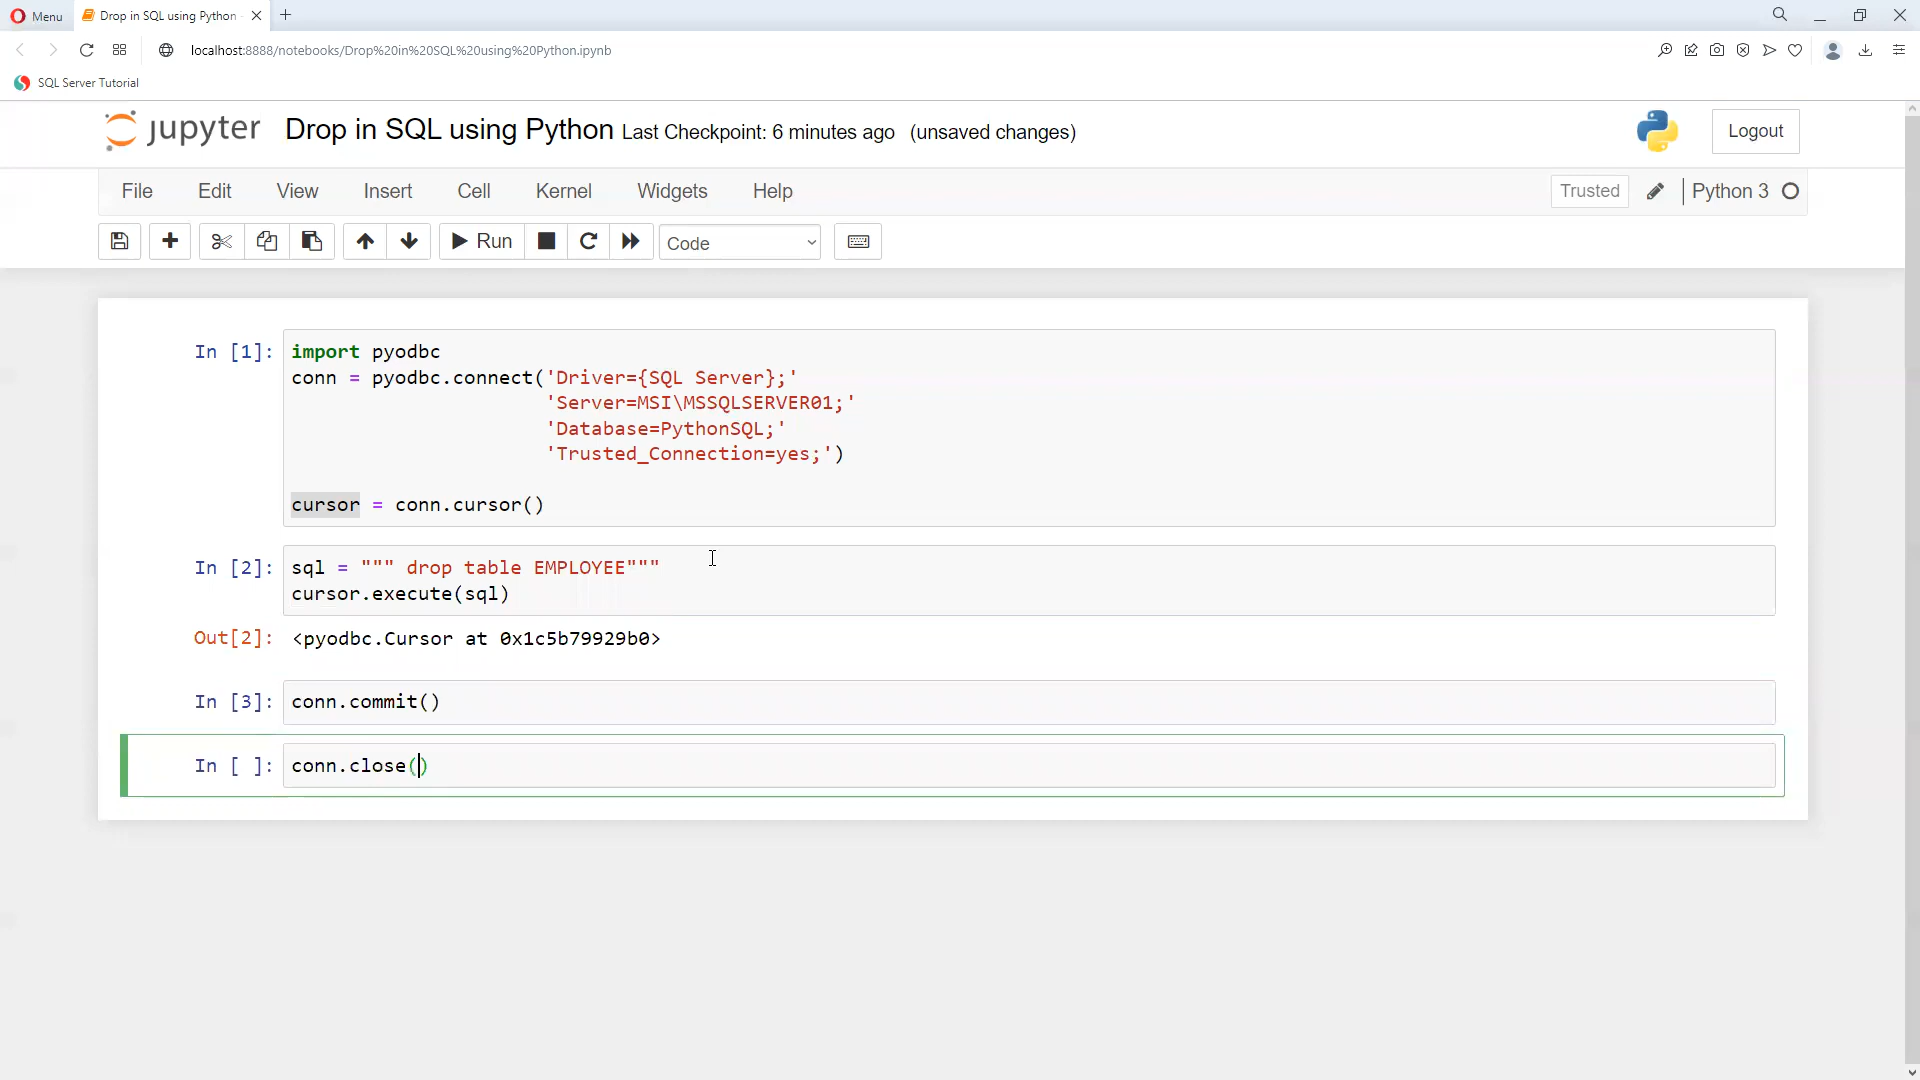 Menu
Drop in SQL using Python
localhost:8888/notebooks/Drop%20in%20SQL%20using%20Python.ipynb
SQL Server Tutorial
jupyter Drop in SQL using Python Last Checkpoint: 6 minutes ago (unsaved changes)
Logout
File Edit View Insert Cell Kernel Widgets Help
Trusted
Python 3
Run
Code
In [1]: import pyodbc
conn = pyodbc.connect('Driver={SQL Server};'
'Server=MSI\MSSQLSERVER01;'
'Database=PythonSQL;'
'Trusted_Connection=yes;')
cursor = conn.cursor()
In [2]: sql = """ drop table EMPLOYEE"""
cursor.execute(sql)
Out[2]: <pyodbc.Cursor at 0x1c5b79929b0>
In [3]: conn.commit()
In [ ]: conn.close()